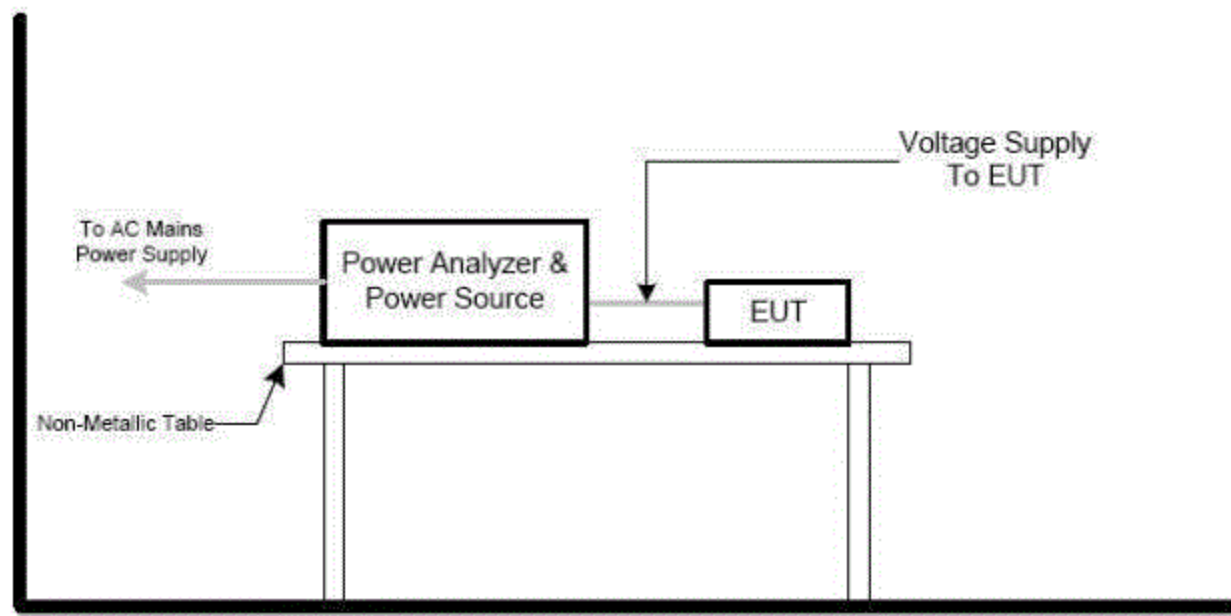 Voltage Supply
To EUT
To AC Mains
Power Supply
Power Analyzer &
Power Source
EUT
Non-Metallic Table